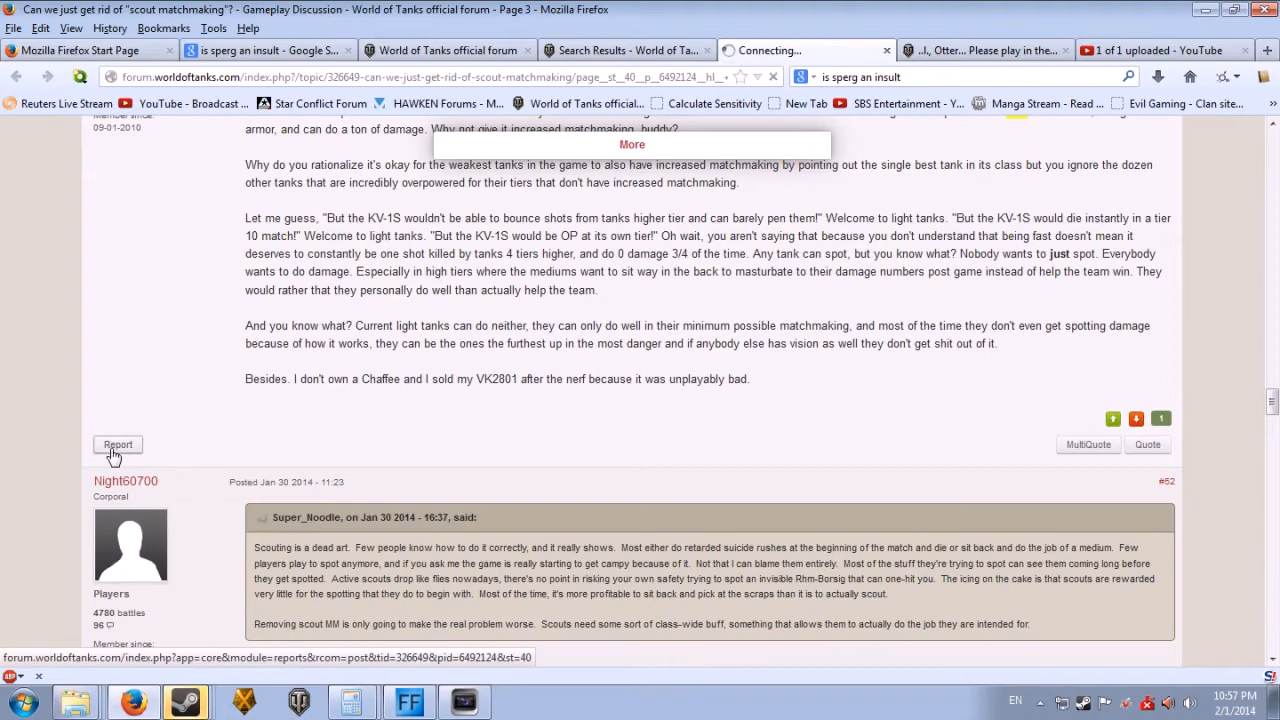 Can we just get rid of "scout matchmaking"? - Gameplay Discussion - World of Tanks official forum - Page 3 - Mozilla Firefox
File Edit View History Bookmarks Tools Help
Mozilla Firefox Start Page
is sperg an insult - Google S...
World of Tanks official forum
Search Results - World of Ta...
Connecting...
...I., Otter... Please play in the...
1 of 1 uploaded - YouTube
forum.worldoftanks.com/index.php?/topic/326649-can-we-just-get-rid-of-scout-matchmaking/page__st__40__p__6492124__hl__
is sperg an insult
Reuters Live Stream
YouTube - Broadcast ...
Star Conflict Forum
HAWKEN Forums - M...
World of Tanks official...
Calculate Sensitivity
New Tab
SBS Entertainment - Y...
Manga Stream - Read ...
Evil Gaming - Clan site...
09-01-2010
armor, and can do a ton of damage. Why not give it increased matchmaking, buddy?
More
Why do you rationalize it's okay for the weakest tanks in the game to also have increased matchmaking by pointing out the single best tank in its class but you ignore the dozen
other tanks that are incredibly overpowered for their tiers that don't have increased matchmaking.
Let me guess, "But the KV-1S wouldn't be able to bounce shots from tanks higher tier and can barely pen them!" Welcome to light tanks. "But the KV-1S would die instantly in a tier
10 match!" Welcome to light tanks. "But the KV-1S would be OP at its own tier!" Oh wait, you aren't saying that because you don't understand that being fast doesn't mean it
deserves to constantly be one shot killed by tanks 4 tiers higher, and do 0 damage 3/4 of the time. Any tank can spot, but you know what? Nobody wants to just spot. Everybody
wants to do damage. Especially in high tiers where the mediums want to sit way in the back to masturbate to their damage numbers post game instead of help the team win. They
would rather that they personally do well than actually help the team.
And you know what? Current light tanks can do neither, they can only do well in their minimum possible matchmaking, and most of the time they don't even get spotting damage
because of how it works, they can be the ones the furthest up in the most danger and if anybody else has vision as well they don't get shit out of it.
Besides. I don't own a Chaffee and I sold my VK2801 after the nerf because it was unplayably bad.
1
Report
MultiQuote
Quote
Night60700
Posted Jan 30 2014 - 11:23
#52
Corporal
Super_Noodle, on Jan 30 2014 - 16:37, said:
Scouting is a dead art. Few people know how to do it correctly, and it really shows. Most either do retarded suicide rushes at the beginning of the match and die or sit back and do the job of a medium. Few
players play to spot anymore, and if you ask me the game is really starting to get campy because of it. Not that I can blame them entirely. Most of the stuff they're trying to spot can see them coming long before
they get spotted. Active scouts drop like flies nowadays, there's no point in risking your own safety trying to spot an invisible Rhm-Borsig that can one-hit you. The icing on the cake is that scouts are rewarded
very little for the spotting that they do to begin with. Most of the time, it's more profitable to sit back and pick at the scraps than it is to actually scout.
Removing scout MM is only going to make the real problem worse. Scouts need some sort of class-wide buff, something that allows them to actually do the job they are intended for.
Players
4780 battles
96
Member since:
forum.worldoftanks.com/index.php?app=core&module=reports&rcom=post&tid=326649&pid=6492124&st=40
ABP
S!
FF
EN
10:57 PM
2/1/2014